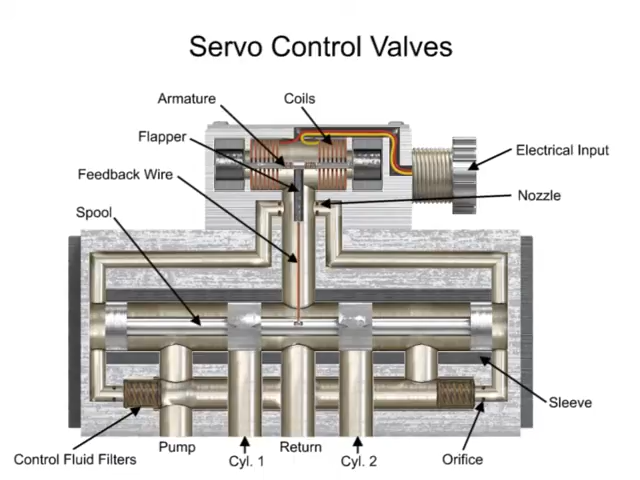 Servo Control Valves
Armature
Coils
Flapper
Electrical Input
Feedback Wire
Nozzle
Spool
Sleeve
Control Fluid Filters
Pump
Cyl. 1
Return
Cyl. 2
Orifice